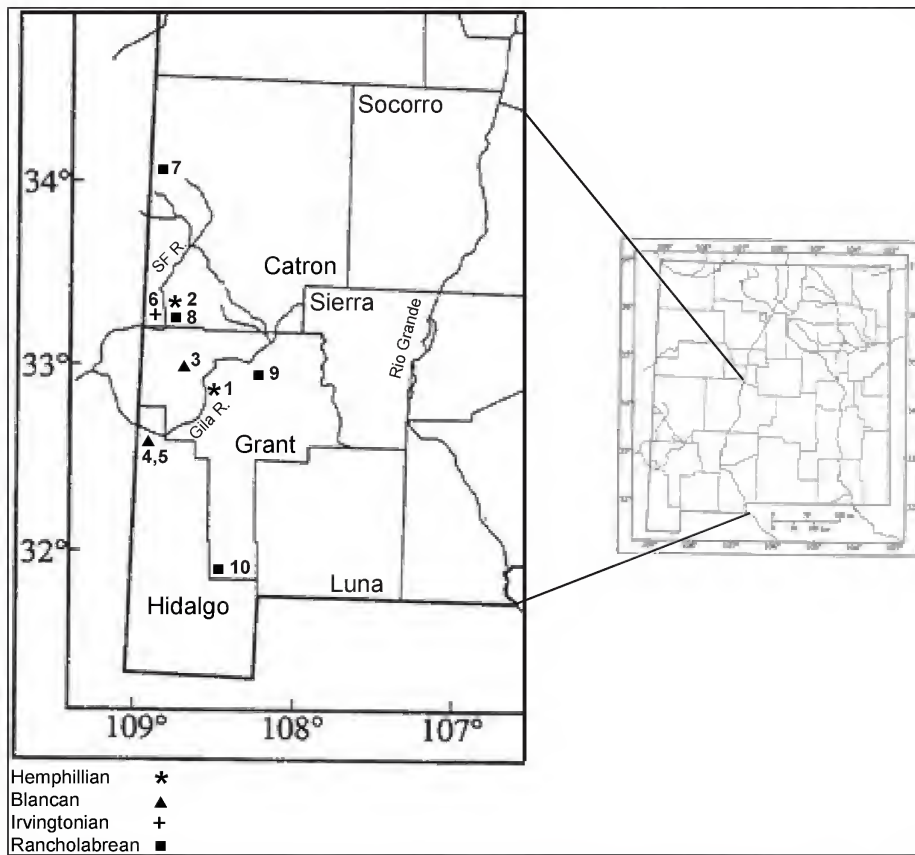 Socorro
34°
7
SF R.
Catron
6
2
8
Sierra
Rio Grande
33°
3
1
9
Gila R.
Grant
4,5
32°
10
Luna
Hidalgo
109°
108°
107°
Hemphillian *
Blancan ▲
Irvingtonian +
Rancholabrean ■